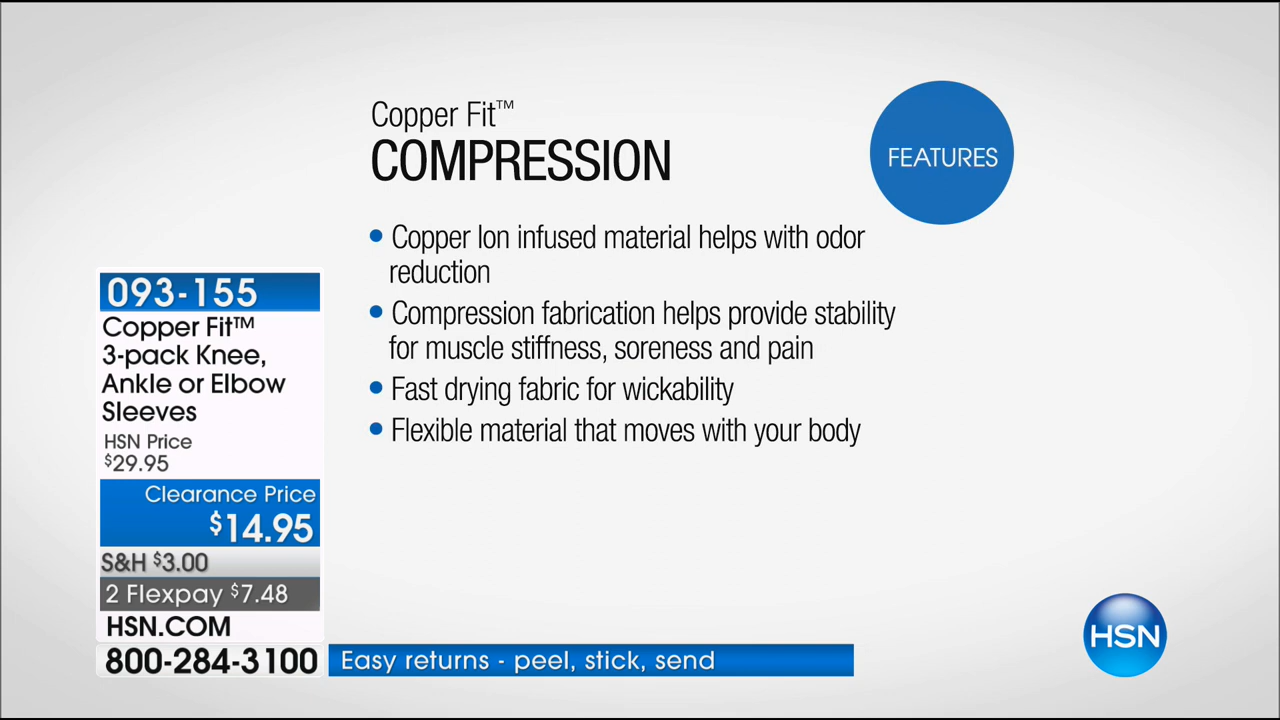 Copper Fit™
COMPRESSION
FEATURES
• Copper Ion infused material helps with odor
reduction
• Compression fabrication helps provide stability
for muscle stiffness, soreness and pain
• Fast drying fabric for wickability
• Flexible material that moves with your body
093-155
Copper Fit™
3-pack Knee,
Ankle or Elbow
Sleeves
HSN Price
$29.95
Clearance Price
$14.95
S&H $3.00
2 Flexpay $7.48
HSN.COM
800-284-3100
Easy returns - peel, stick, send
HSN